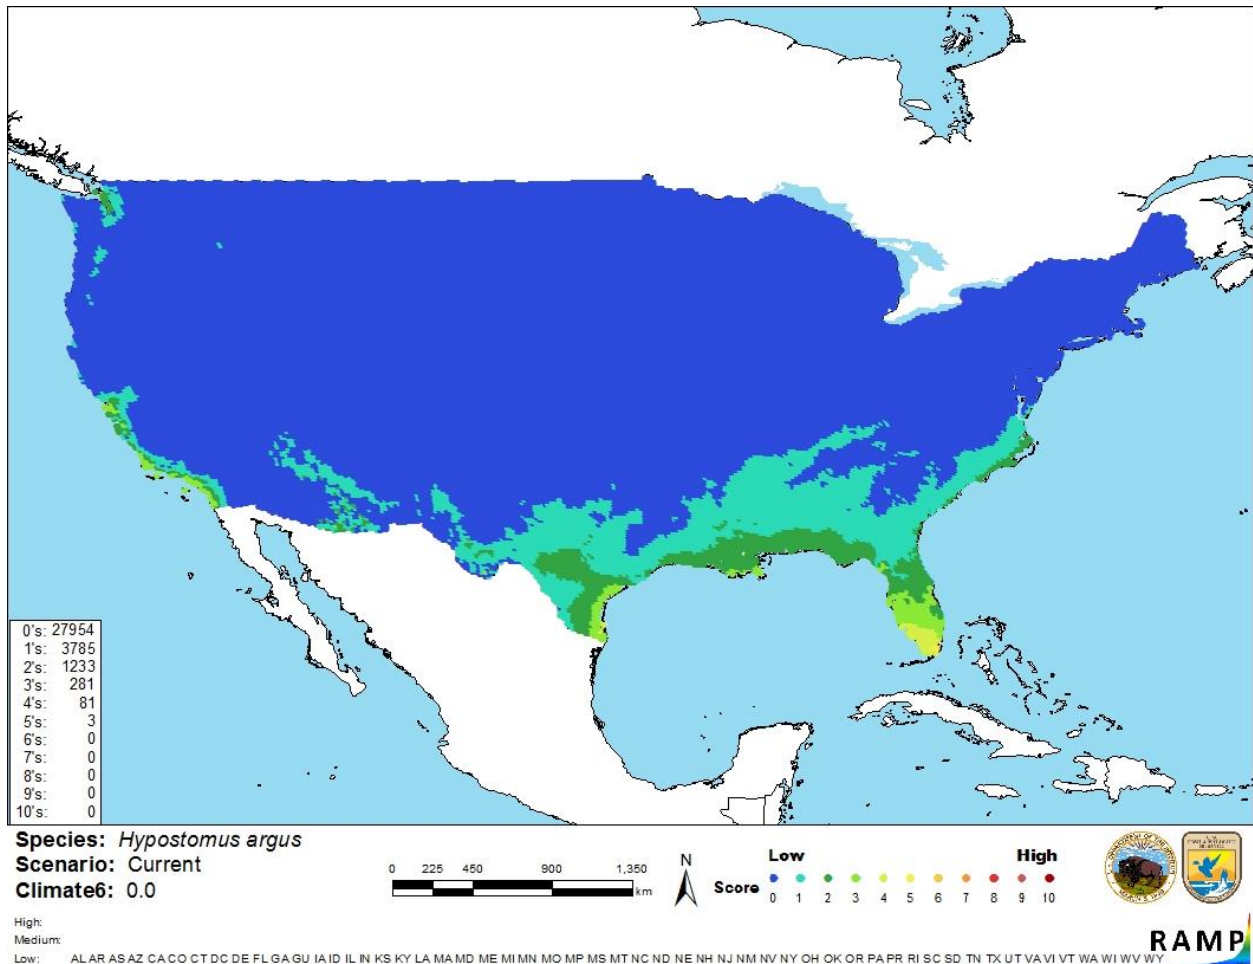 0's: 27954
1's: 3785
2's: 1233
3's: 281
4's: 81
5's: 3
6's: 0
7's: 0
8's: 0
9's: 0
10's: 0
Species: Hypostomus argus
Scenario: Current
Climate6: 0.0
0 225 450 900 1,350
km
N
Low High
Score
0 1 2 3 4 5 6 7 8 9 10
High:
Medium:
Low: AL AR AS AZ CA CO CT DC DE FL GA GU IA ID IL IN KS KY LA MA MD ME MI MN MO MP MS MT NC ND NE NH NJ NM NV NY OH OK OR PA PR RI SC SD TN TX UT VA VI VT WA WI WV WY
RAMP